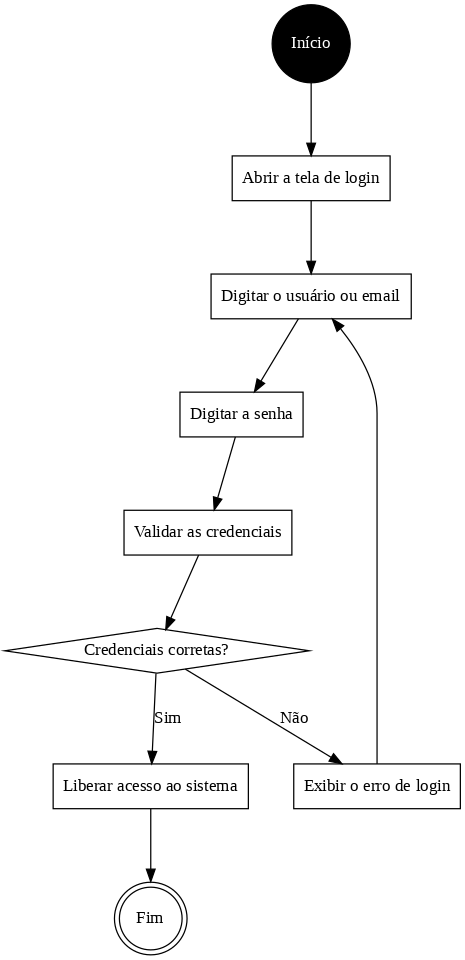 Início
Abrir a tela de login
Digitar o usuário ou email
Digitar a senha
Validar as credenciais
Credenciais corretas?
Sim
Não
Liberar acesso ao sistema
Exibir o erro de login
Fim